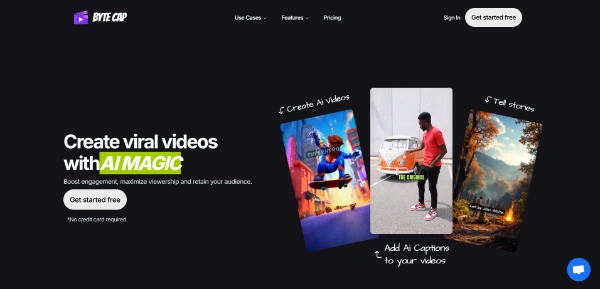 BYTE CAP
Use Cases
Features
Pricing
Sign In
Get started free
Create Ai Videos
Tell stories
Create viral videos
with AI MAGIC
Boost engagement, maximize viewership and retain your audience.
Get started free
*No credit card required
THE ORIGINAL
Add Ai Captions
to your videos